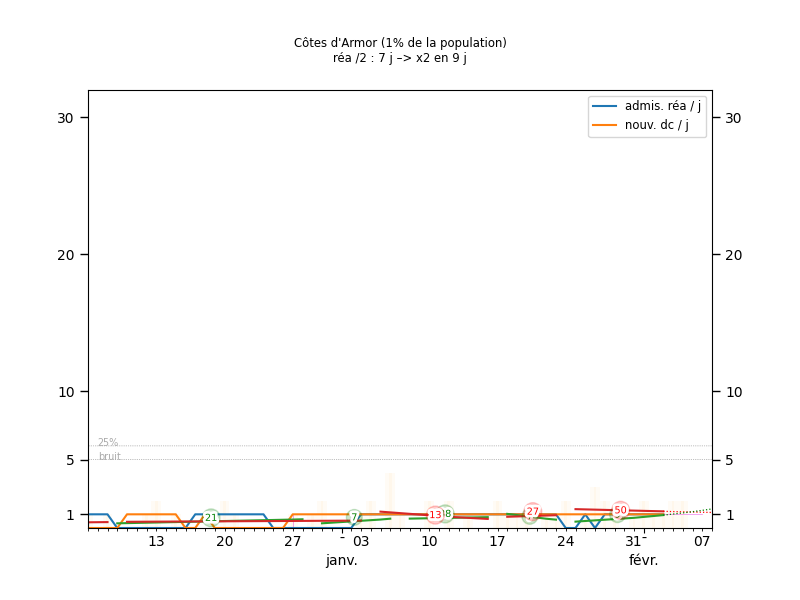 Côtes d'Armor (1% de la population)
réa /2 : 7 j –> x2 en 9 j
admis. réa / j
nouv. dc / j
30 30
20 20
10 10
25%
5 bruit 5
1 21 7 13 8 27 50 1
13 20 27 - 03 10 17 24 31 - 07
janv. févr.